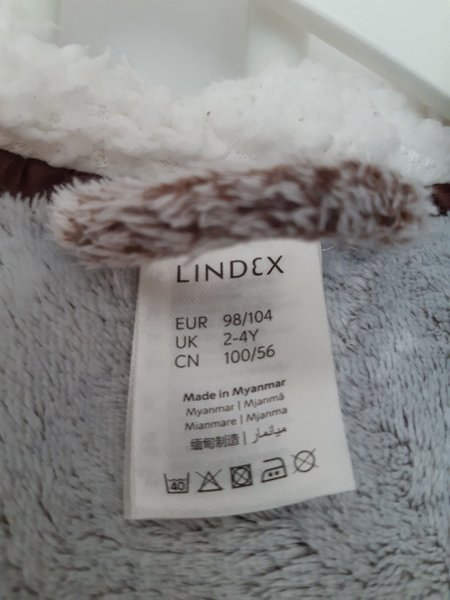 LINDEX
EUR 98/104
UK 2-4Y
CN 100/56
Made in Myanmar
Myanmar | Mjanmā
Mianmare | Mjanma
缅甸制造 | ميانمار
40